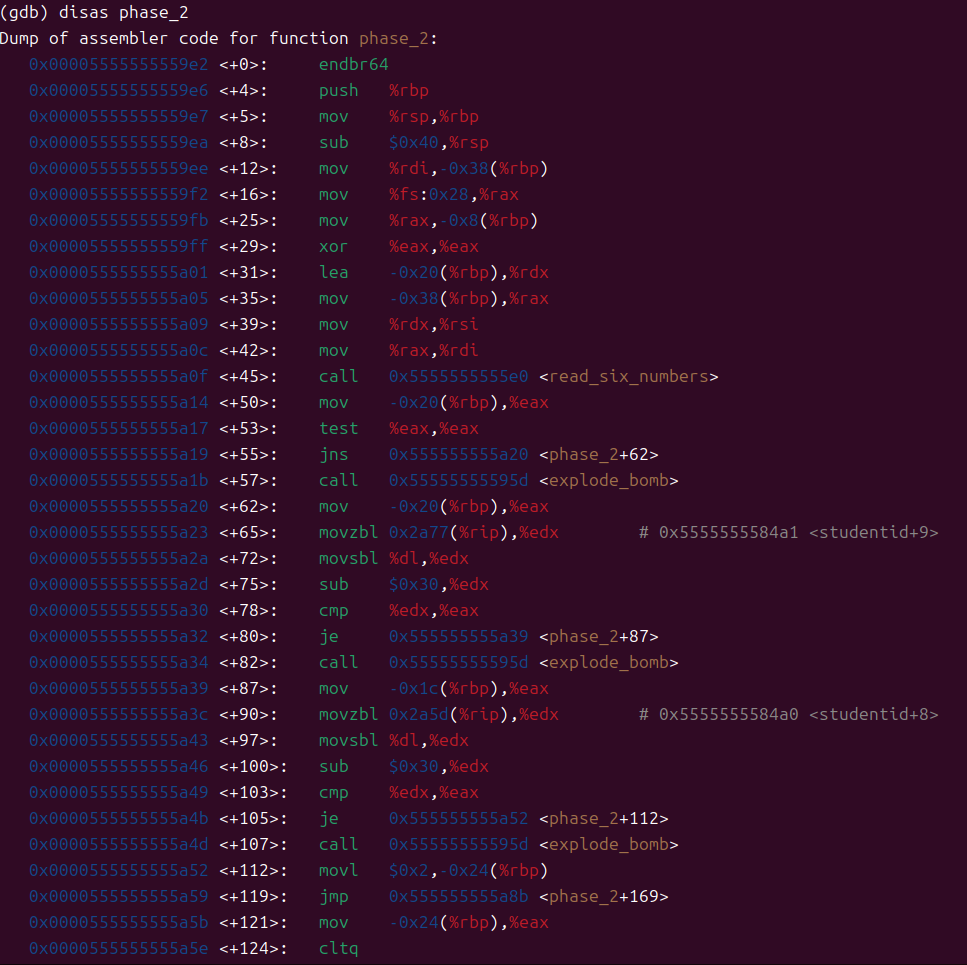 (gdb) disas phase_2
Dump of assembler code for function phase_2:
0x00005555555559e2 <+0>: endbr64
0x00005555555559e6 <+4>: push %rbp
0x00005555555559e7 <+5>: mov %rsp,%rbp
0x00005555555559ea <+8>: sub $0x40,%rsp
0x00005555555559ee <+12>: mov %rdi,-0x38(%rbp)
0x00005555555559f2 <+16>: mov %fs:0x28,%rax
0x00005555555559fb <+25>: mov %rax,-0x8(%rbp)
0x00005555555559ff <+29>: xor %eax,%eax
0x0000555555555a01 <+31>: lea -0x20(%rbp),%rdx
0x0000555555555a05 <+35>: mov -0x38(%rbp),%rax
0x0000555555555a09 <+39>: mov %rdx,%rsi
0x0000555555555a0c <+42>: mov %rax,%rdi
0x0000555555555a0f <+45>: call 0x5555555555e0 <read_six_numbers>
0x0000555555555a14 <+50>: mov -0x20(%rbp),%eax
0x0000555555555a17 <+53>: test %eax,%eax
0x0000555555555a19 <+55>: jns 0x555555555a20 <phase_2+62>
0x0000555555555a1b <+57>: call 0x55555555595d <explode_bomb>
0x0000555555555a20 <+62>: mov -0x20(%rbp),%eax
0x0000555555555a23 <+65>: movzbl 0x2a77(%rip),%edx # 0x5555555584a1 <studentid+9>
0x0000555555555a2a <+72>: movsbl %dl,%edx
0x0000555555555a2d <+75>: sub $0x30,%edx
0x0000555555555a30 <+78>: cmp %edx,%eax
0x0000555555555a32 <+80>: je 0x555555555a39 <phase_2+87>
0x0000555555555a34 <+82>: call 0x55555555595d <explode_bomb>
0x0000555555555a39 <+87>: mov -0x1c(%rbp),%eax
0x0000555555555a3c <+90>: movzbl 0x2a5d(%rip),%edx # 0x5555555584a0 <studentid+8>
0x0000555555555a43 <+97>: movsbl %dl,%edx
0x0000555555555a46 <+100>: sub $0x30,%edx
0x0000555555555a49 <+103>: cmp %edx,%eax
0x0000555555555a4b <+105>: je 0x555555555a52 <phase_2+112>
0x0000555555555a4d <+107>: call 0x55555555595d <explode_bomb>
0x0000555555555a52 <+112>: movl $0x2,-0x24(%rbp)
0x0000555555555a59 <+119>: jmp 0x555555555a8b <phase_2+169>
0x0000555555555a5b <+121>: mov -0x24(%rbp),%eax
0x0000555555555a5e <+124>: cltq